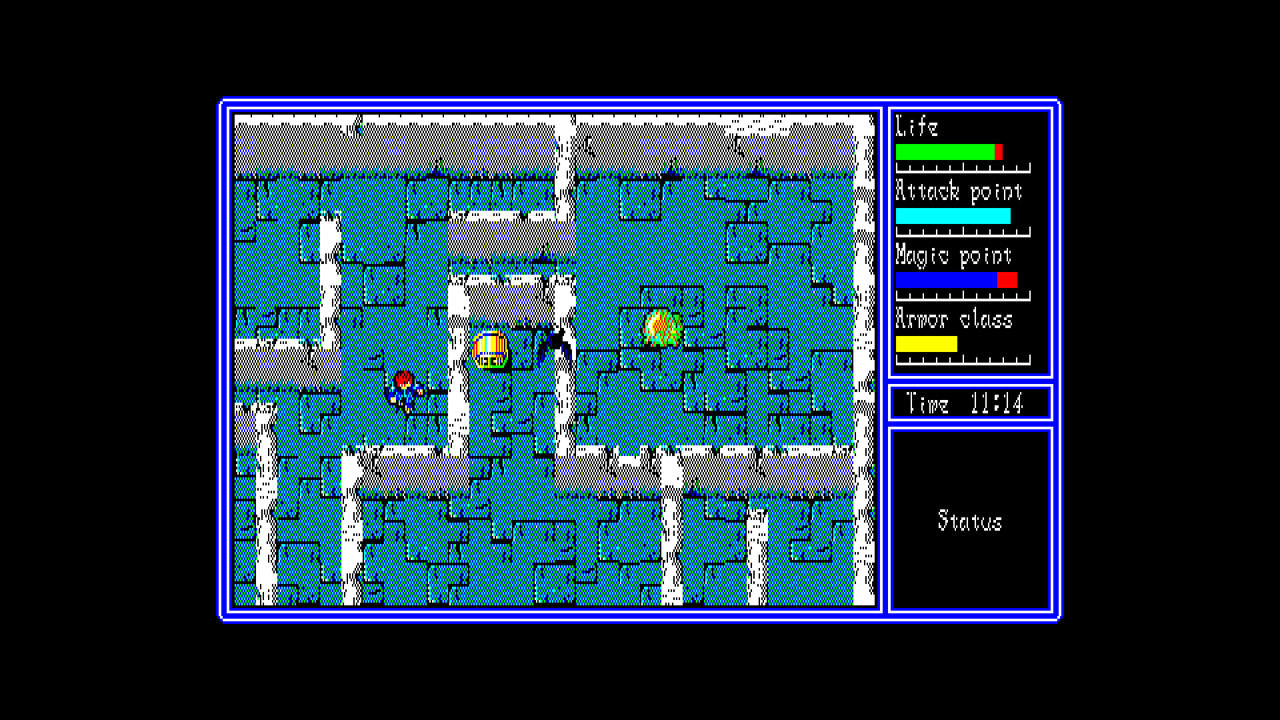 Life
Attack point
Magic point
Armor class
Time 11:14
Status